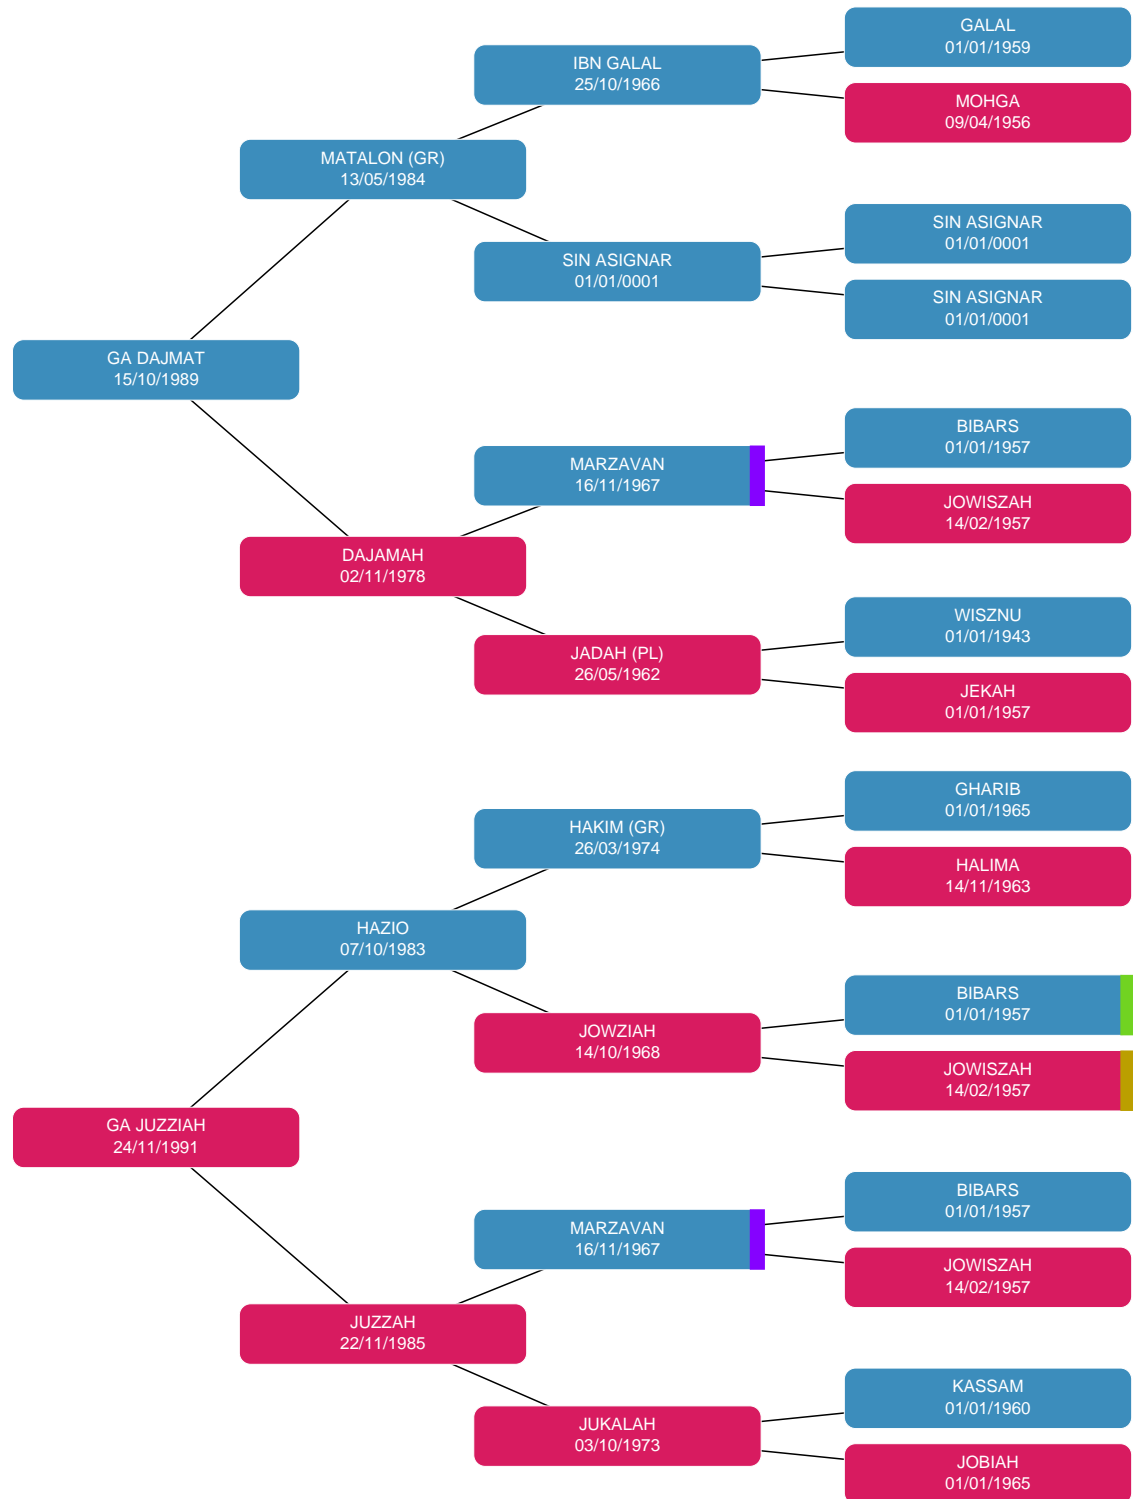 GALAL
01/01/1959
IBN GALAL
25/10/1966
MOHGA
09/04/1956
MATALON (GR)
13/05/1984
SIN ASIGNAR
01/01/0001
SIN ASIGNAR
01/01/0001
SIN ASIGNAR
01/01/0001
GA DAJMAT
15/10/1989
BIBARS
01/01/1957
MARZAVAN
16/11/1967
JOWISZAH
14/02/1957
DAJAMAH
02/11/1978
WISZNU
01/01/1943
JADAH (PL)
26/05/1962
JEKAH
01/01/1957
GHARIB
01/01/1965
HAKIM (GR)
26/03/1974
HALIMA
14/11/1963
HAZIO
07/10/1983
BIBARS
01/01/1957
JOWZIAH
14/10/1968
JOWISZAH
14/02/1957
GA JUZZIAH
24/11/1991
BIBARS
01/01/1957
MARZAVAN
16/11/1967
JOWISZAH
14/02/1957
JUZZAH
22/11/1985
KASSAM
01/01/1960
JUKALAH
03/10/1973
JOBIAH
01/01/1965